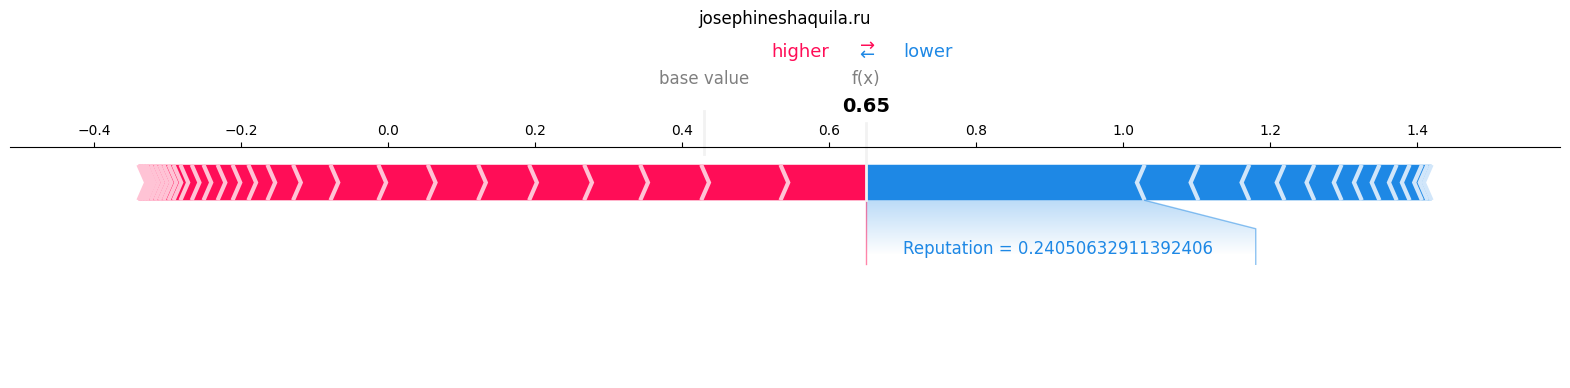 josephineshaquila.ru
higher → ← lower
base value f(x)
0.65
−0.4 −0.2 0.0 0.2 0.4 0.6 0.8 1.0 1.2 1.4
Reputation = 0.24050632911392406